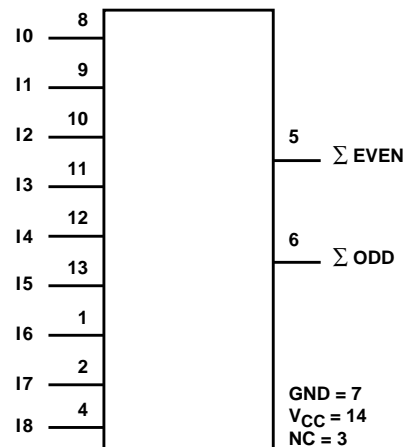 I0 8
I1 9
I2 10
I3 11
I4 12
I5 13
I6 1
I7 2
I8 4
5 Σ EVEN
6 Σ ODD
GND = 7
VCC = 14
NC = 3